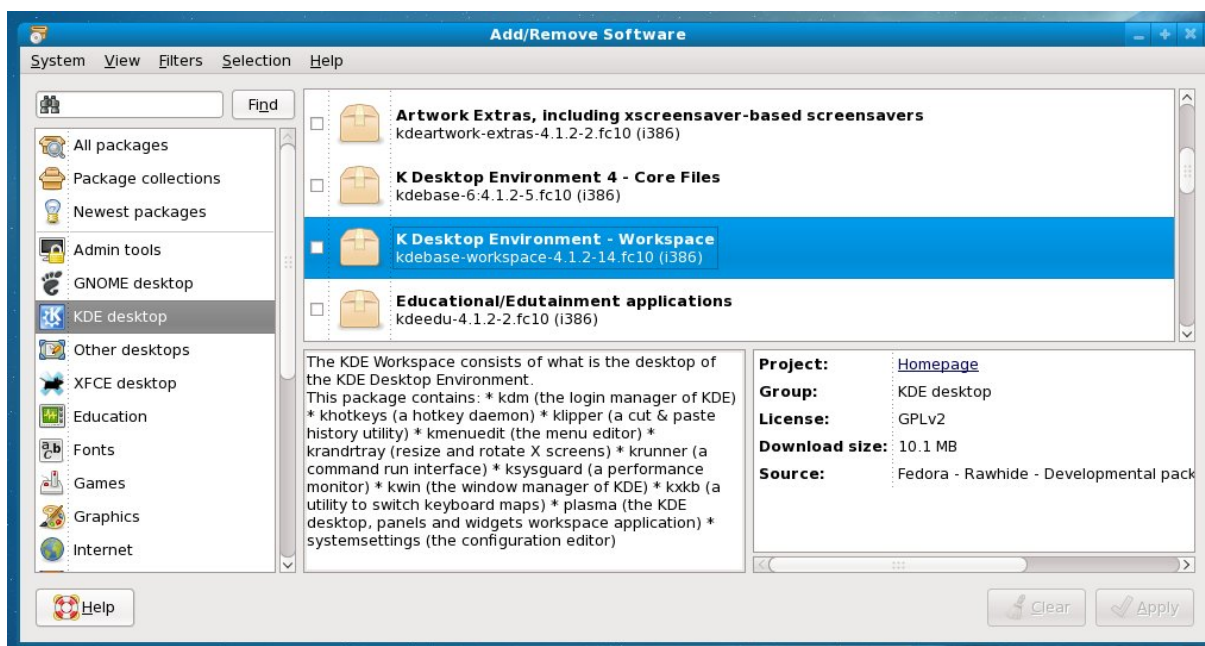 Add/Remove Software
System View Filters Selection Help
Find
All packages
Package collections
Newest packages
Admin tools
GNOME desktop
KDE desktop
Other desktops
XFCE desktop
Education
Fonts
Games
Graphics
Internet
Artwork Extras, including xscreensaver-based screensavers
kdeartwork-extras-4.1.2-2.fc10 (i386)
K Desktop Environment 4 - Core Files
kdebase-6:4.1.2-5.fc10 (i386)
K Desktop Environment - Workspace
kdebase-workspace-4.1.2-14.fc10 (i386)
Educational/Edutainment applications
kdeedu-4.1.2-2.fc10 (i386)
The KDE Workspace consists of what is the desktop of
the KDE Desktop Environment.
This package contains: * kdm (the login manager of KDE)
* khotkeys (a hotkey daemon) * klipper (a cut & paste
history utility) * kmenuedit (the menu editor) *
krandrtray (resize and rotate X screens) * krunner (a
command run interface) * ksysguard (a performance
monitor) * kwin (the window manager of KDE) * kxkb (a
utility to switch keyboard maps) * plasma (the KDE
desktop, panels and widgets workspace application) *
systemsettings (the configuration editor)
Project: Homepage
Group: KDE desktop
License: GPLv2
Download size: 10.1 MB
Source: Fedora - Rawhide - Developmental pack
Help
Clear
Apply